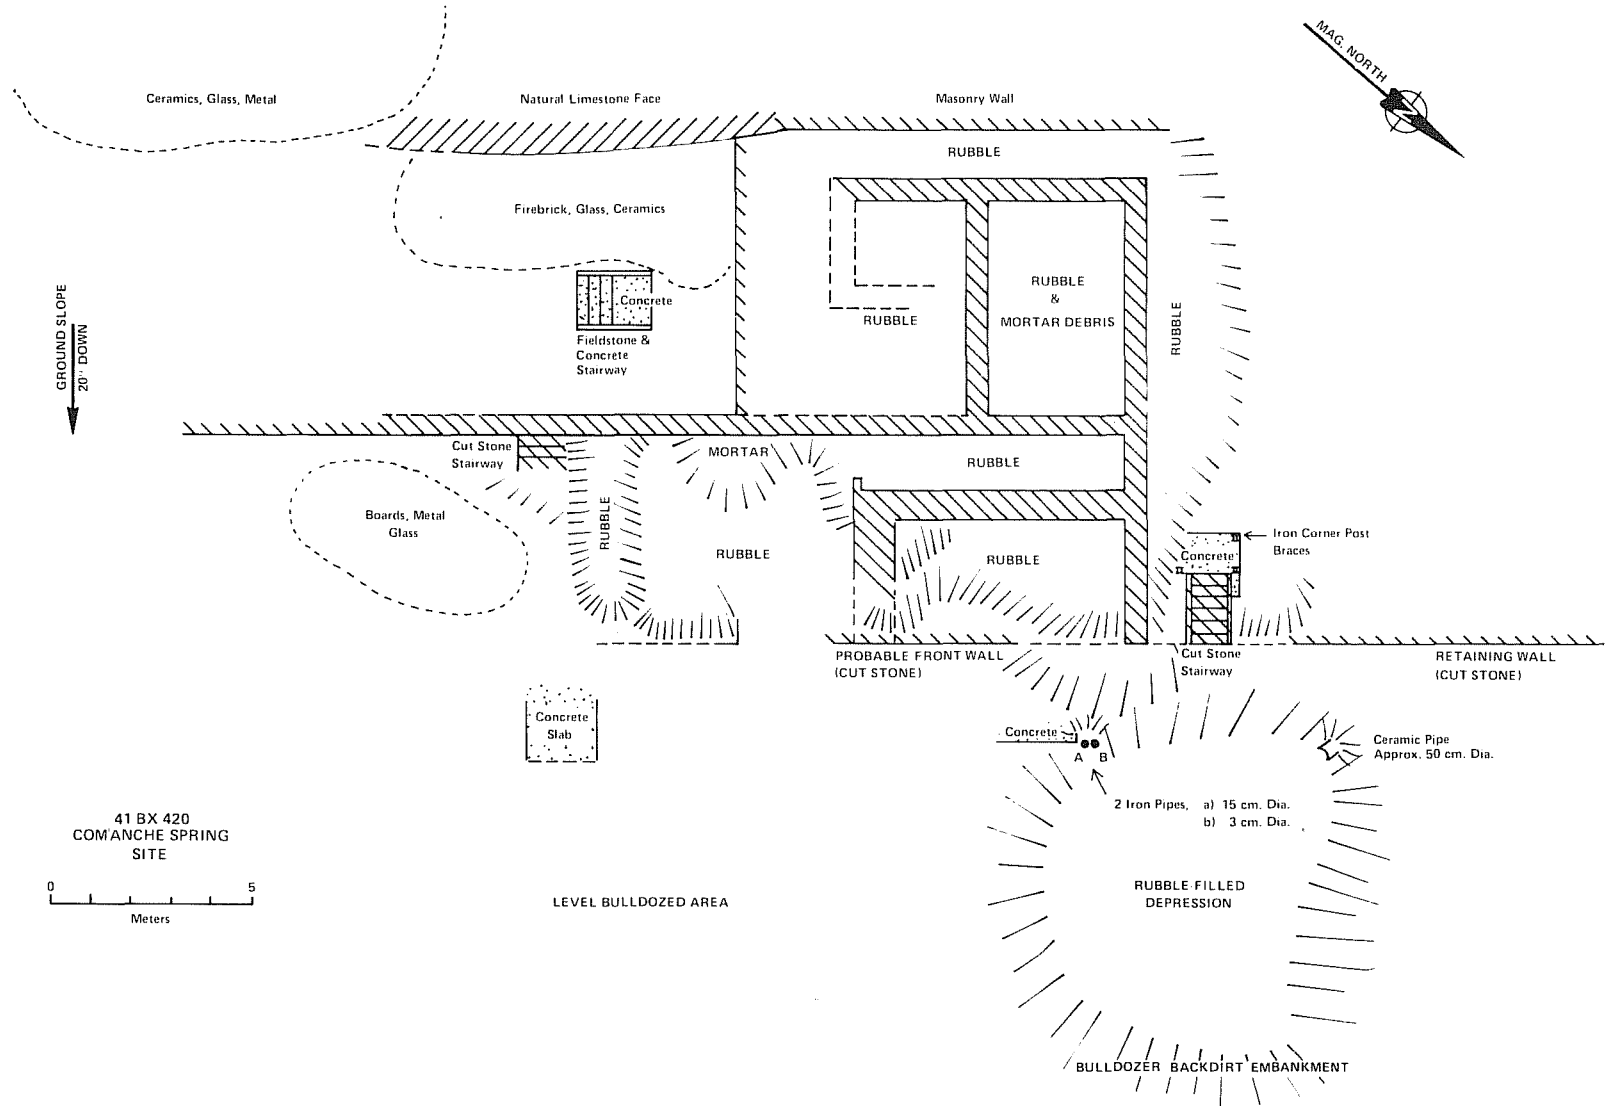 MAG. NORTH
N
Ceramics, Glass, Metal
Natural Limestone Face
Masonry Wall
RUBBLE
Firebrick, Glass, Ceramics
GROUND SLOPE
20° DOWN
Concrete
Fieldstone &
Concrete
Stairway
RUBBLE
RUBBLE
&
MORTAR DEBRIS
RUBBLE
Cut Stone
Stairway
MORTAR
RUBBLE
Boards, Metal
Glass
RUBBLE
RUBBLE
RUBBLE
Iron Corner Post
Braces
Concrete
PROBABLE FRONT WALL
(CUT STONE)
Cut Stone
Stairway
RETAINING WALL
(CUT STONE)
Concrete
Slab
Concrete
A B
Ceramic Pipe
Approx. 50 cm. Dia.
2 Iron Pipes, a) 15 cm. Dia.
b) 3 cm. Dia.
41 BX 420
COMANCHE SPRING
SITE
0 5
Meters
LEVEL BULLDOZED AREA
RUBBLE-FILLED
DEPRESSION
BULLDOZER BACKDIRT EMBANKMENT